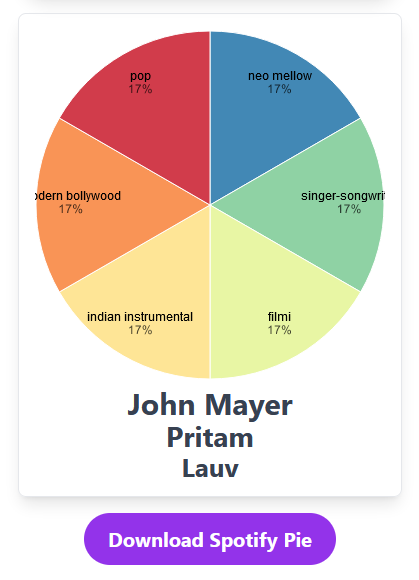 pop
17%
neo mellow
17%
odern bollywood
17%
singer-songwrit
17%
indian instrumental
17%
filmi
17%
John Mayer
Pritam
Lauv
Download Spotify Pie